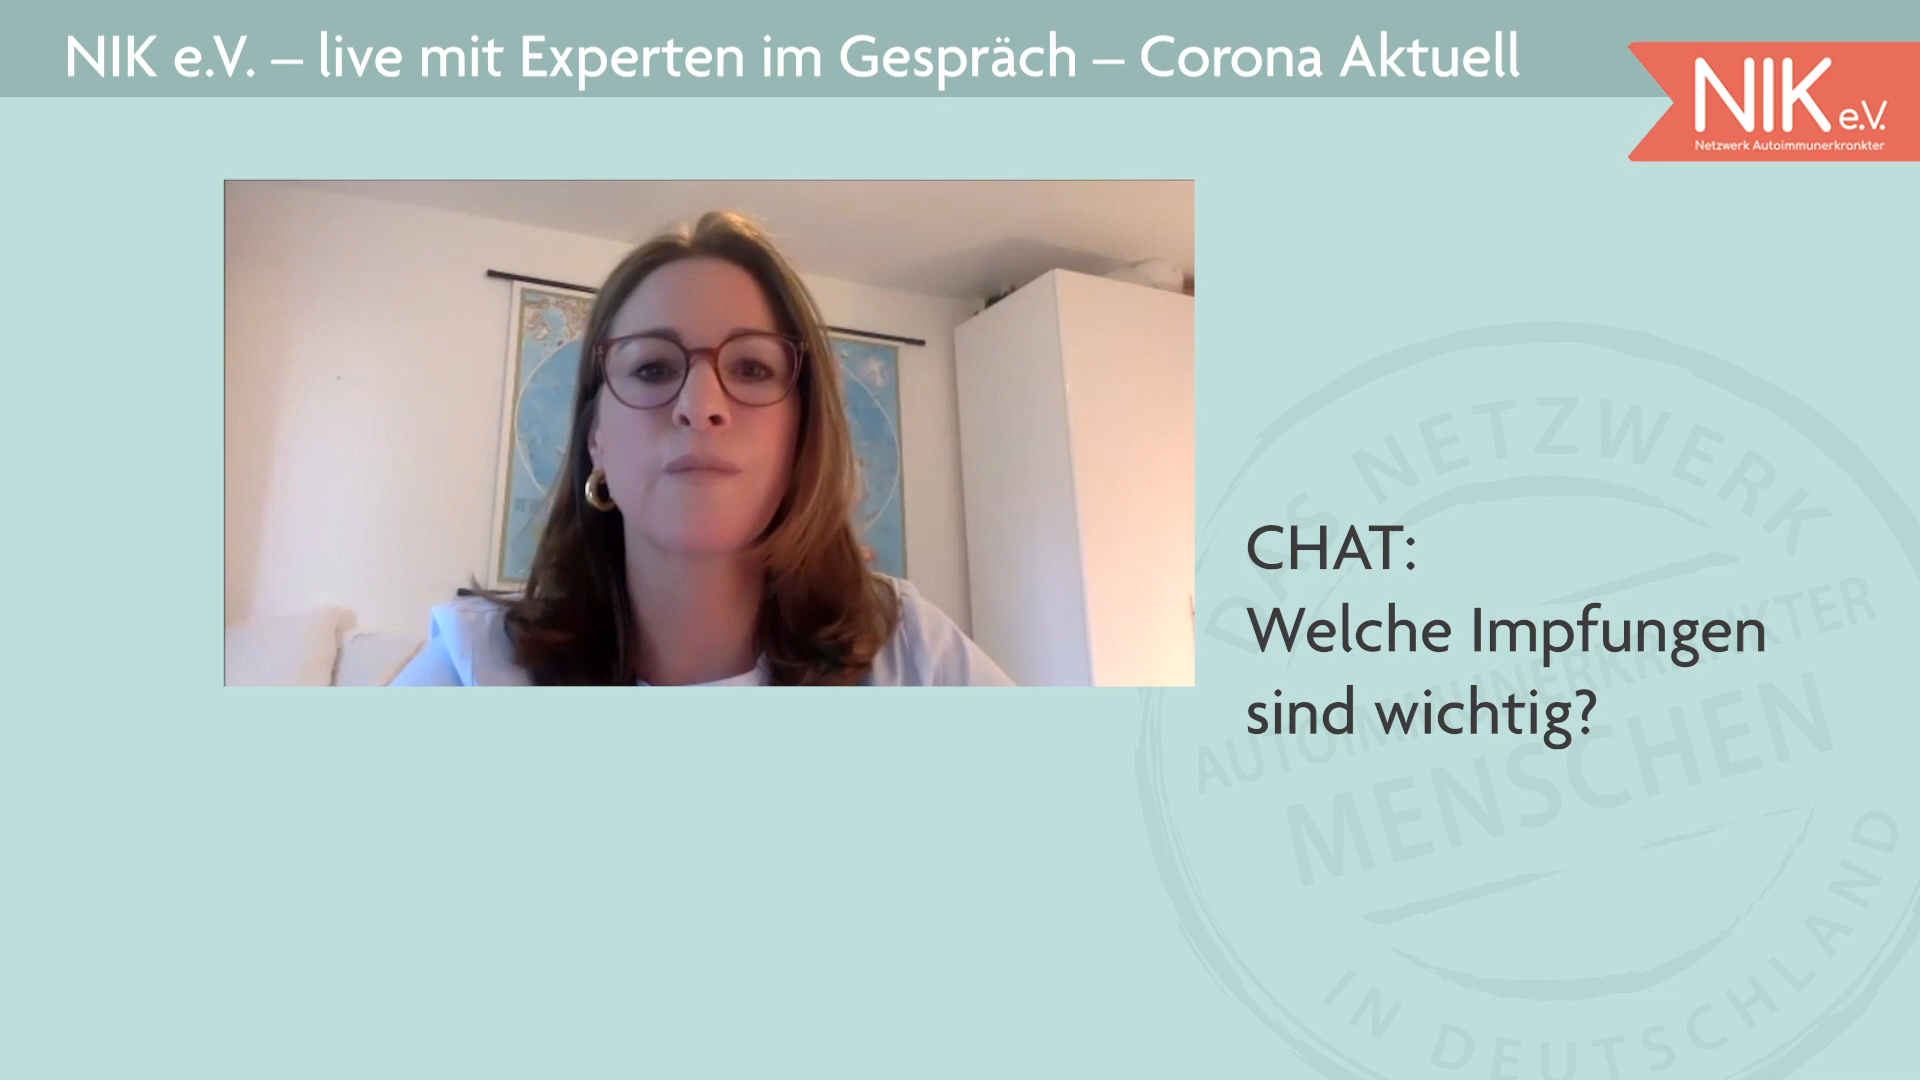 NIK e.V. – live mit Experten im Gespräch – Corona Aktuell
NIK e.V.
Netzwerk Autoimmunerkrankter
CHAT:
Welche Impfungen
sind wichtig?
DAS NETZWERK
AUTOIMMUNERKRANKTER
MENSCHEN
IN DEUTSCHLAND